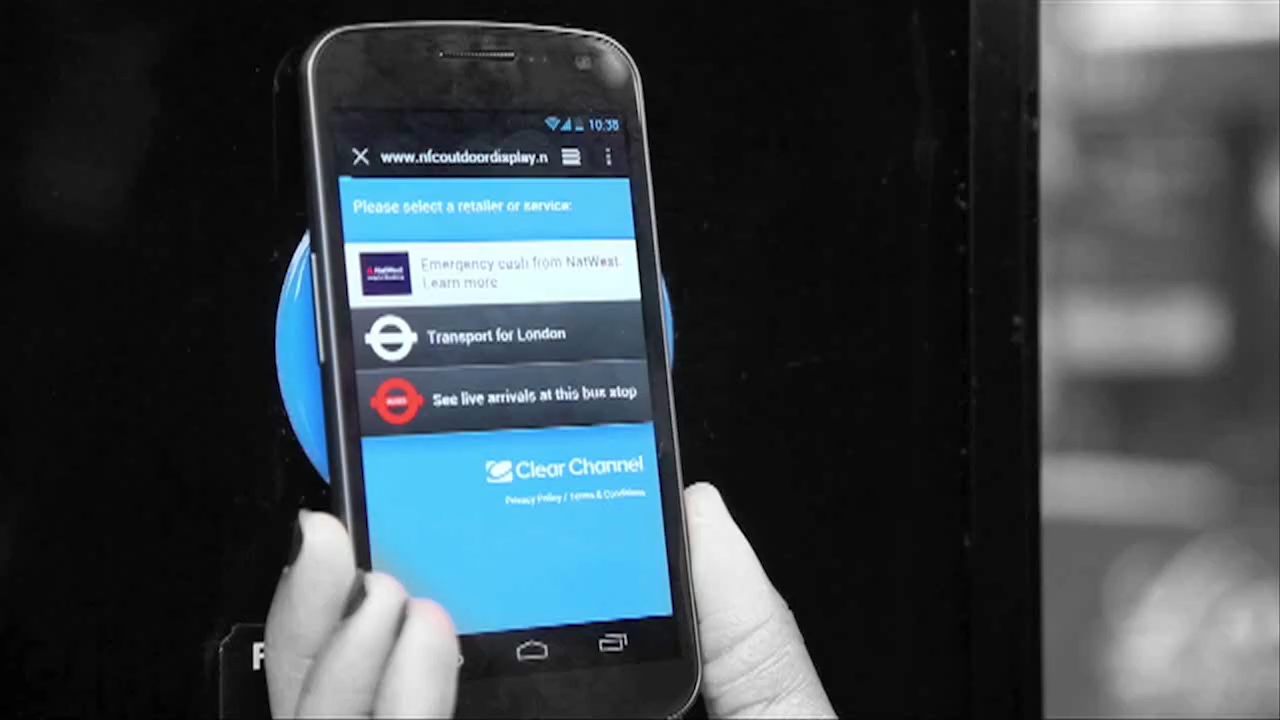 10:38
www.nfcoutdoordisplay.n
Please select a retailer or service:
NatWest
Emergency cash from NatWest.
Learn more
Transport for London
See live arrivals at this bus stop
Clear Channel
Privacy Policy / Terms & Conditions